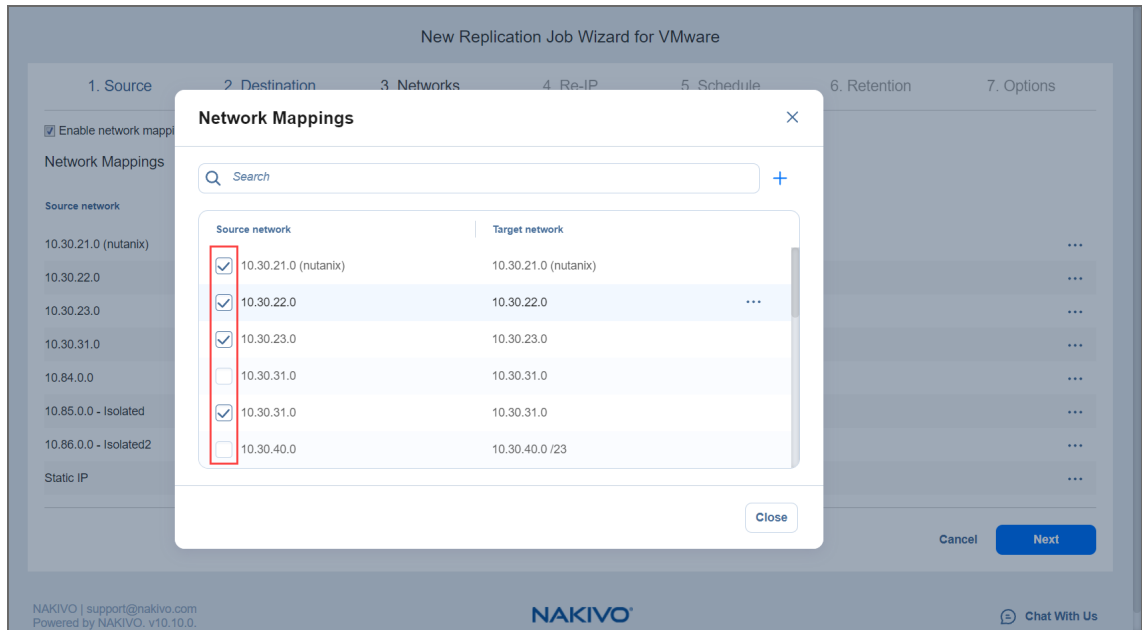 New Replication Job Wizard for VMware
1. Source 2. Destination 3. Networks 4. Re-IP 5. Schedule 6. Retention 7. Options
Enable network mappi
Network Mappings
Source network
10.30.21.0 (nutanix)
10.30.22.0
10.30.23.0
10.30.31.0
10.84.0.0
10.85.0.0 - Isolated
10.86.0.0 - Isolated2
Static IP
Network Mappings
Search
Source network Target network
10.30.21.0 (nutanix) 10.30.21.0 (nutanix)
10.30.22.0 10.30.22.0
10.30.23.0 10.30.23.0
10.30.31.0 10.30.31.0
10.30.31.0 10.30.31.0
10.30.40.0 10.30.40.0 /23
Close
Cancel Next
NAKIVO | support@nakivo.com
Powered by NAKIVO. v10.10.0.
NAKIVO®
Chat With Us